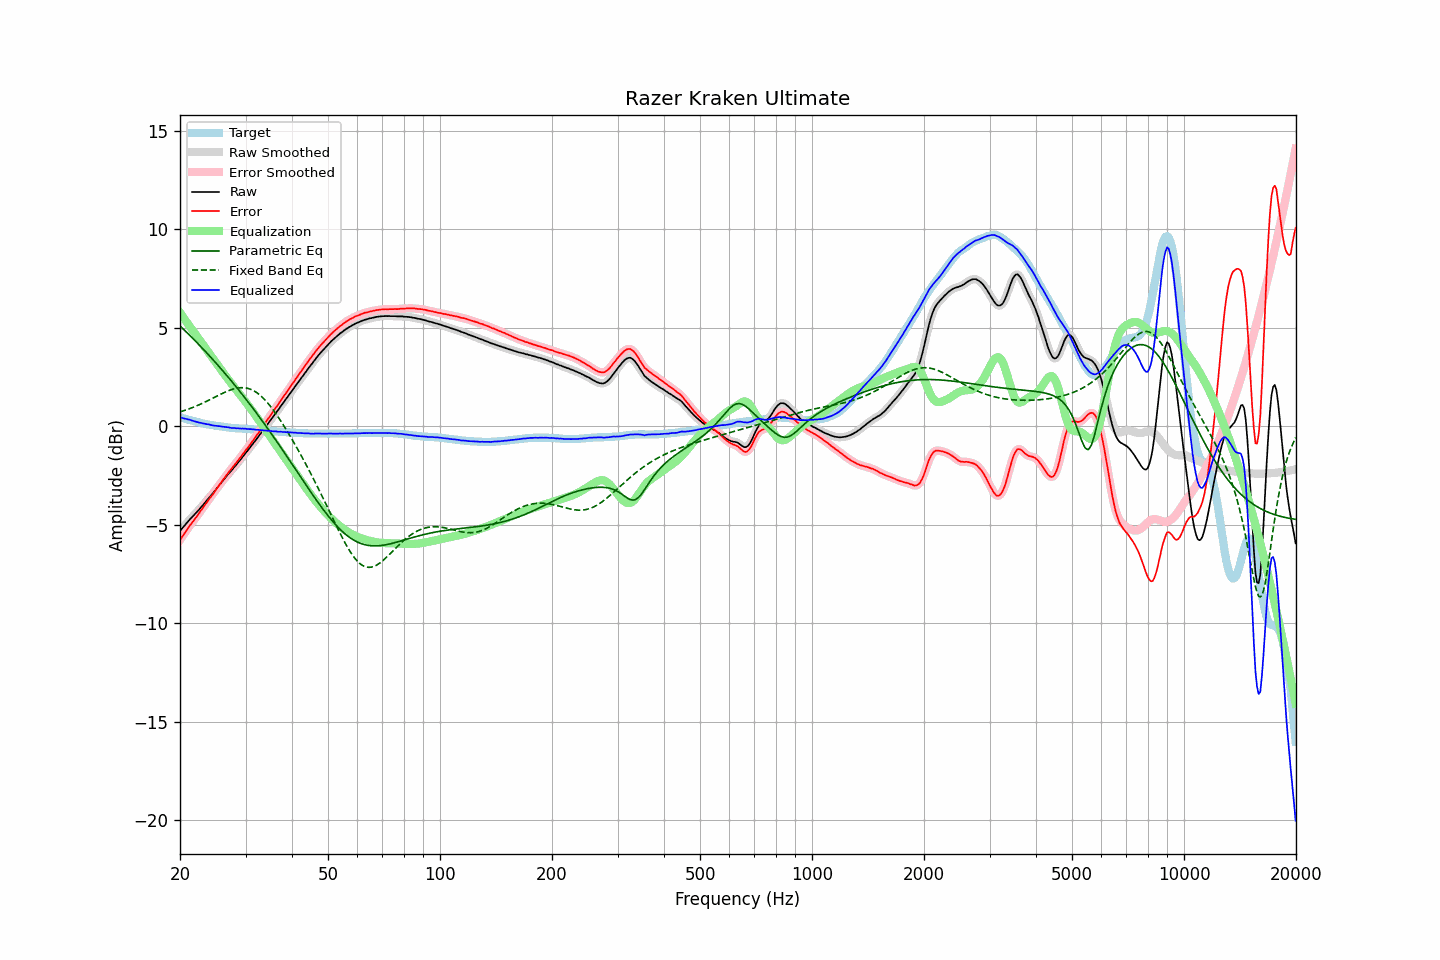 Razer Kraken Ultimate
Target
Raw Smoothed
Error Smoothed
Raw
Error
Equalization
Parametric Eq
Fixed Band Eq
Equalized
15
10
5
0
−5
−10
−15
−20
Amplitude (dBr)
20 50 100 200 500 1000 2000 5000 10000 20000
Frequency (Hz)